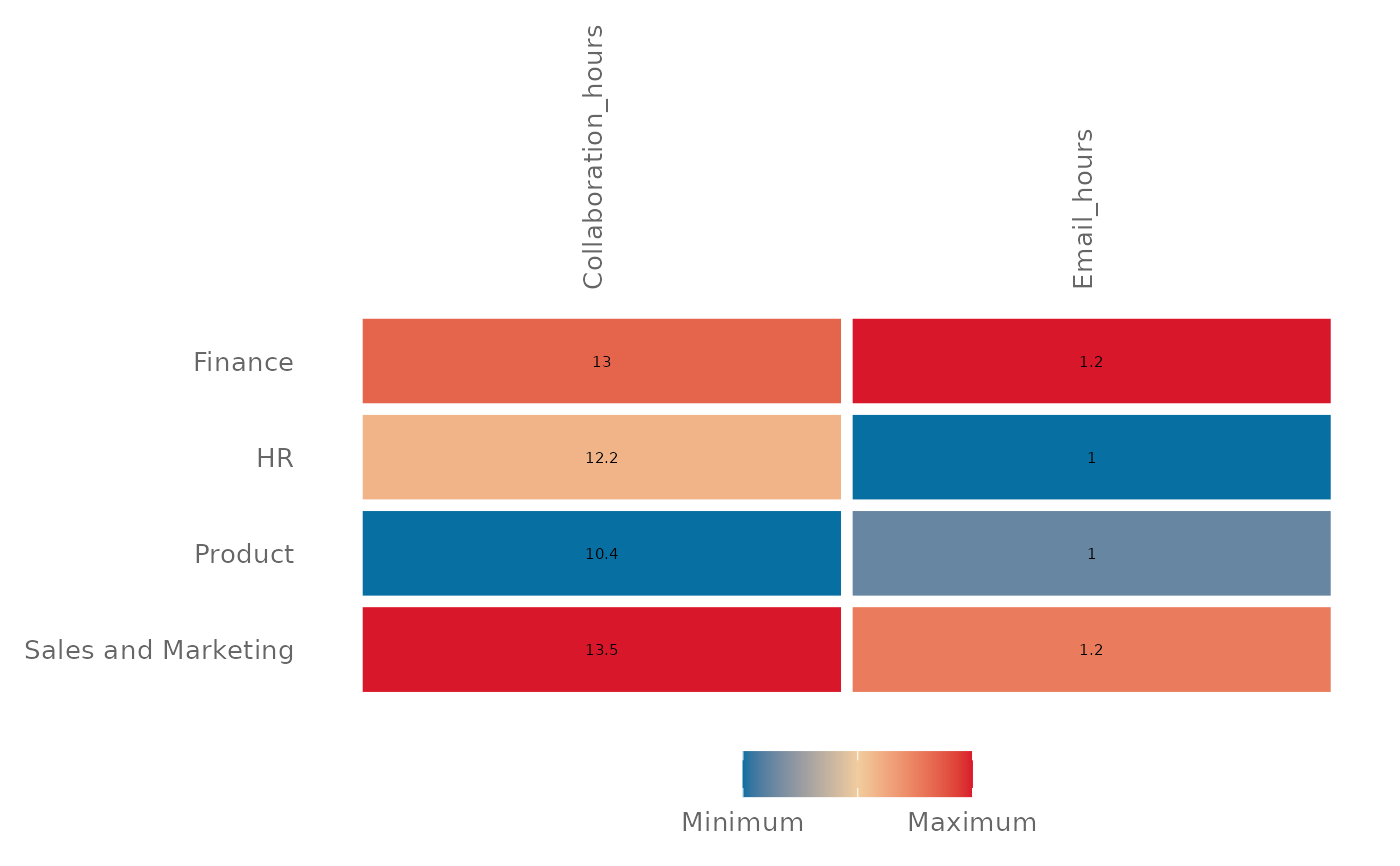 Collaboration_hours
Email_hours
Finance 13 1.2
HR 12.2 1
Product 10.4 1
Sales and Marketing 13.5 1.2
Minimum Maximum